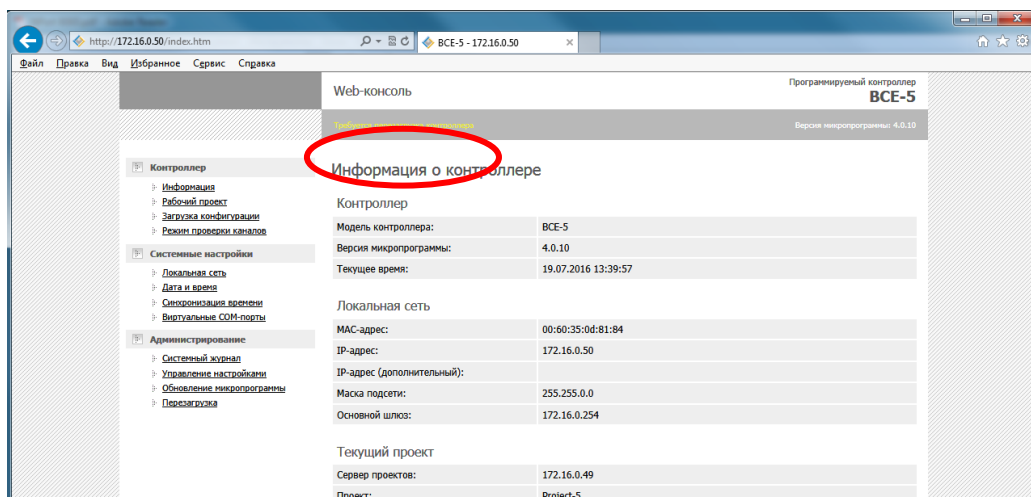 http://172.16.0.50/index.htm
BCE-5 - 172.16.0.50
Файл Правка Вид Избранное Сервис Справка
Web-консоль
Программируемый контроллер
BCE-5
Требуется перезагрузка контроллера
Версия микропрограммы: 4.0.10
Контроллер
Информация
Рабочий проект
Загрузка конфигурации
Режим проверки каналов
Системные настройки
Локальная сеть
Дата и время
Синхронизация времени
Виртуальные COM-порты
Администрирование
Системный журнал
Управление настройками
Обновление микропрограммы
Перезагрузка
Информация о контроллере
Контроллер
Модель контроллера: BCE-5
Версия микропрограммы: 4.0.10
Текущее время: 19.07.2016 13:39:57
Локальная сеть
MAC-адрес: 00:60:35:0d:81:84
IP-адрес: 172.16.0.50
IP-адрес (дополнительный):
Маска подсети: 255.255.0.0
Основной шлюз: 172.16.0.254
Текущий проект
Сервер проектов: 172.16.0.49
Проект: Project-5